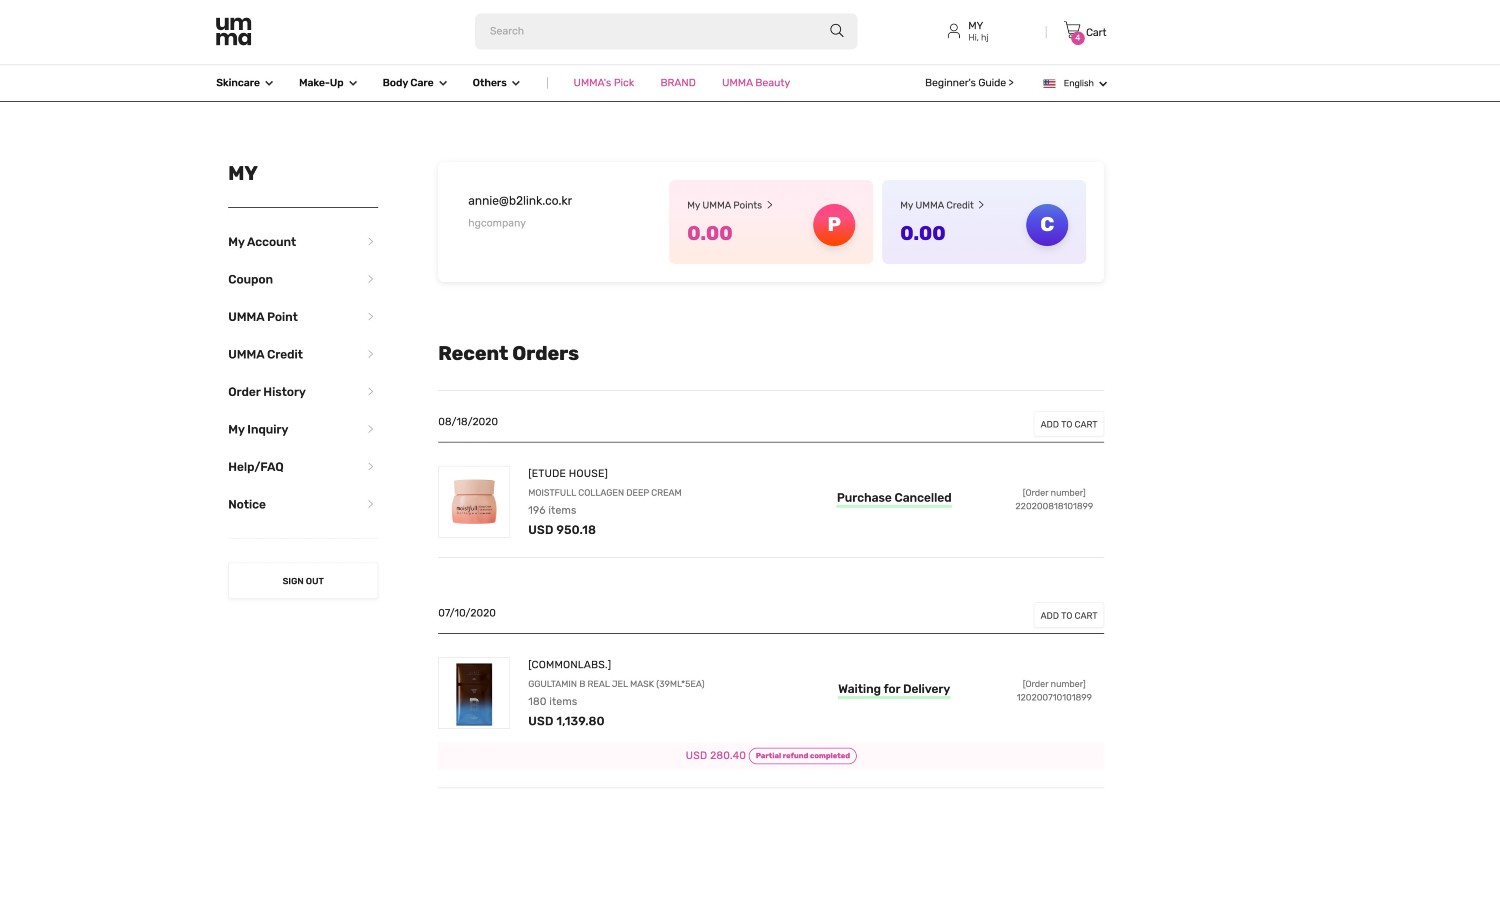 umma
Search
MY
Hi, hj
4
Cart
Skincare
Make-Up
Body Care
Others
UMMA's Pick
BRAND
UMMA Beauty
Beginner's Guide >
English
MY
My Account
Coupon
UMMA Point
UMMA Credit
Order History
My Inquiry
Help/FAQ
Notice
SIGN OUT
annie@b2link.co.kr
hgcompany
My UMMA Points
0.00
P
My UMMA Credit
0.00
C
Recent Orders
08/18/2020
ADD TO CART
moistfull
[ETUDE HOUSE]
MOISTFULL COLLAGEN DEEP CREAM
196 items
USD 950.18
Purchase Cancelled
[Order number]
220200818101899
07/10/2020
ADD TO CART
[COMMONLABS.]
GGULTAMIN B REAL JEL MASK (39ML*5EA)
180 items
USD 1,139.80
Waiting for Delivery
[Order number]
120200710101899
USD 280.40 Partial refund completed